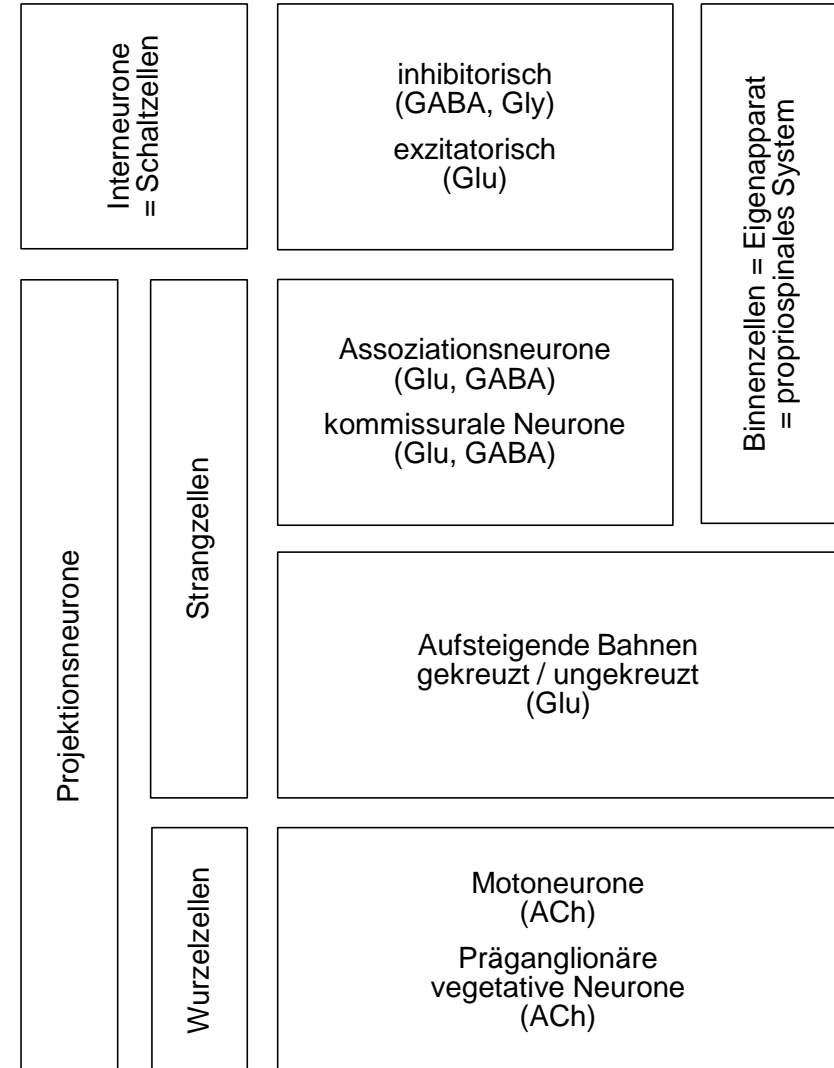 Interneurone
= Schaltzellen
inhibitorisch
(GABA, Gly)
exzitatorisch
(Glu)
Binnenzellen = Eigenapparat
= propriospinales System
Projektionsneurone
Strangzellen
Assoziationsneurone
(Glu, GABA)
kommissurale Neurone
(Glu, GABA)
Aufsteigende Bahnen
gekreuzt / ungekreuzt
(Glu)
Wurzelzellen
Motoneurone
(ACh)
Präganglionäre
vegetative Neurone
(ACh)